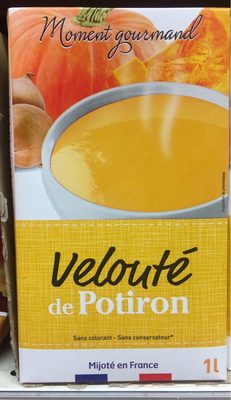 Moment gourmand
Velouté
de Potiron
Sans colorant - Sans conservateur*
Mijoté en France
1l